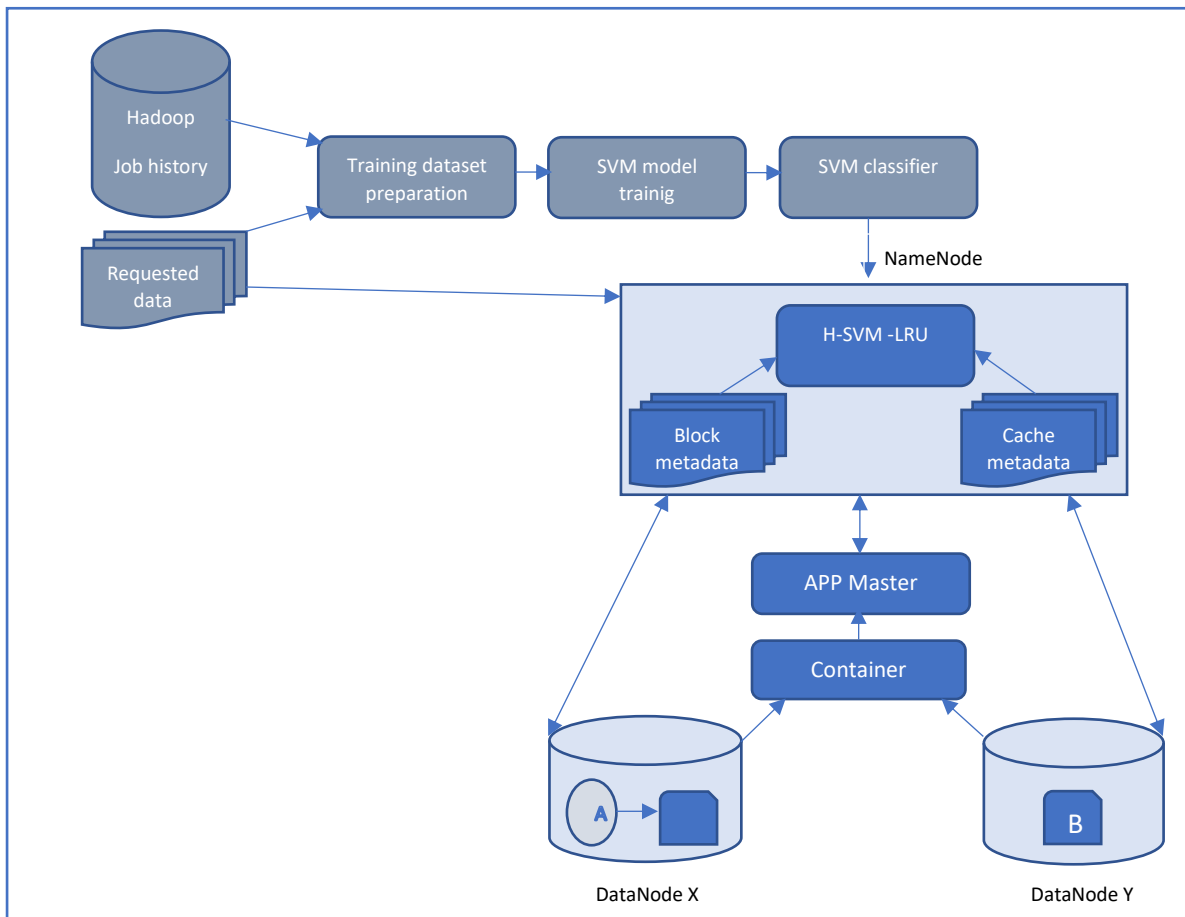 Hadoop
Job history
Training dataset
preparation
SVM model
trainig
SVM classifier
Requested
data
NameNode
H-SVM -LRU
Block
metadata
Cache
metadata
APP Master
Container
A
B
DataNode X
DataNode Y